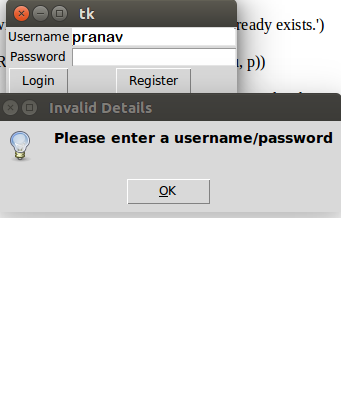 tk
ready exists.')
Username pranav
Password
, p))
Login Register
Invalid Details
Please enter a username/password
OK